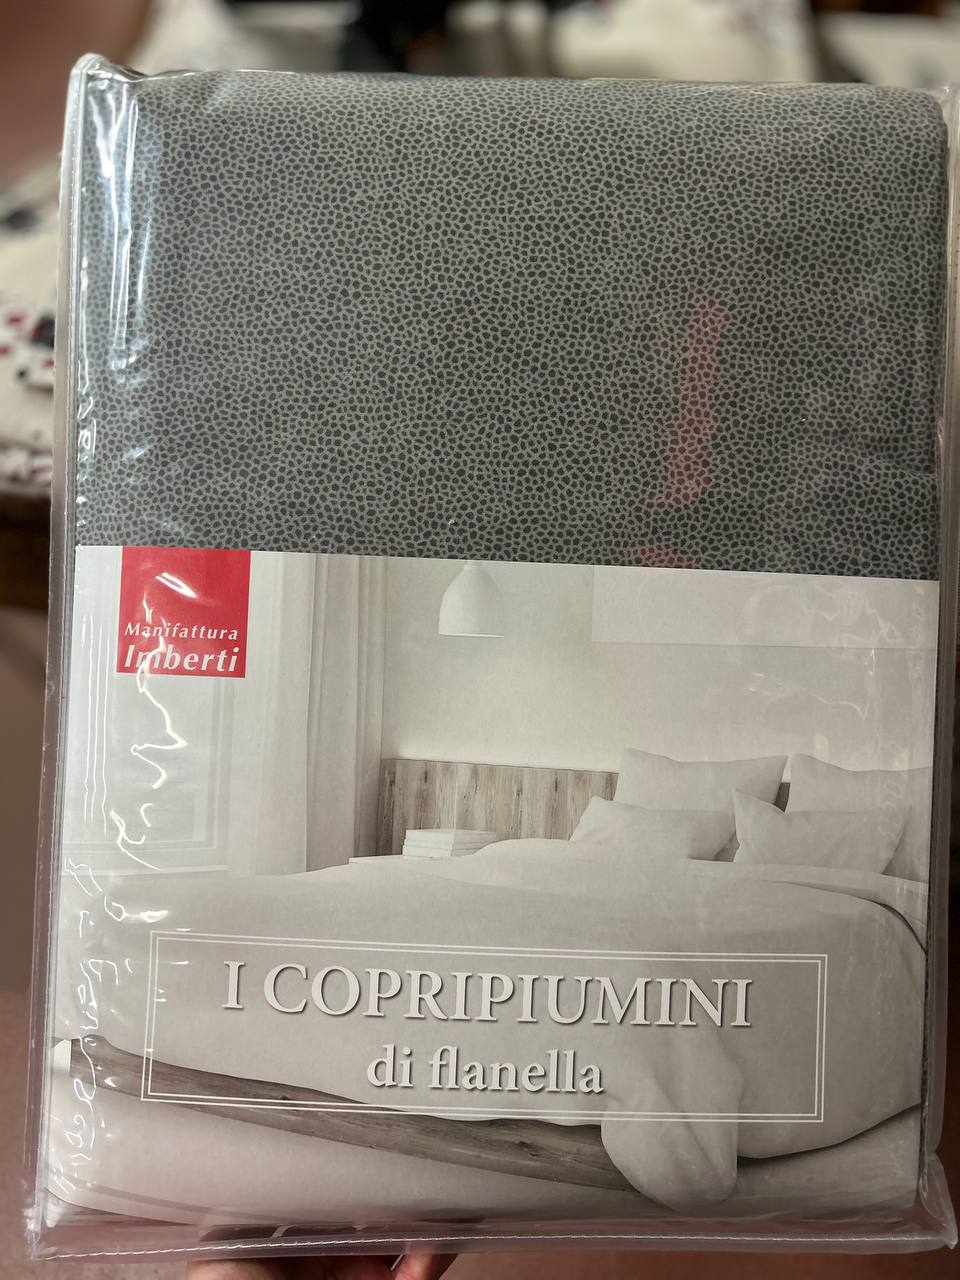 Manifattura
Imberti
I COPRIPIUMINI
di flanella